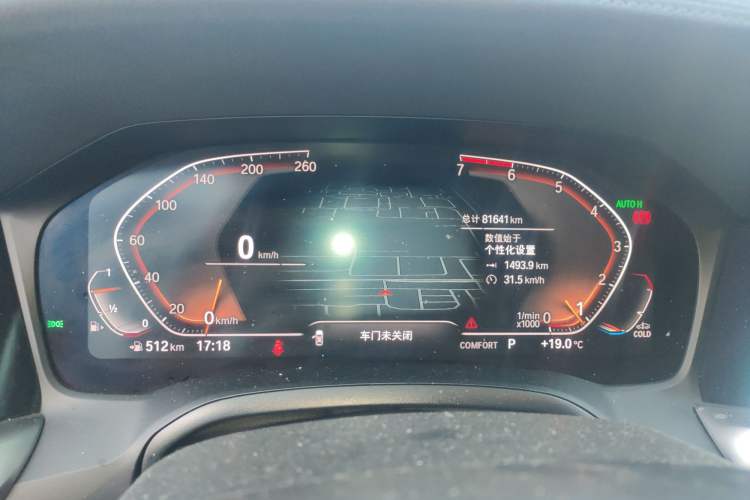 260
200
140
100
60
40
20
0 km/h
0 km/h
1
½
0
7
6
5
4
3
2
1
0
1/min
x1000
总计 81641 km
数值始于
个性化设置
1493.9 km
31.5 km/h
AUTO H
COLD
512 km
17:18
车门未关闭
COMFORT
P
+19.0 °C